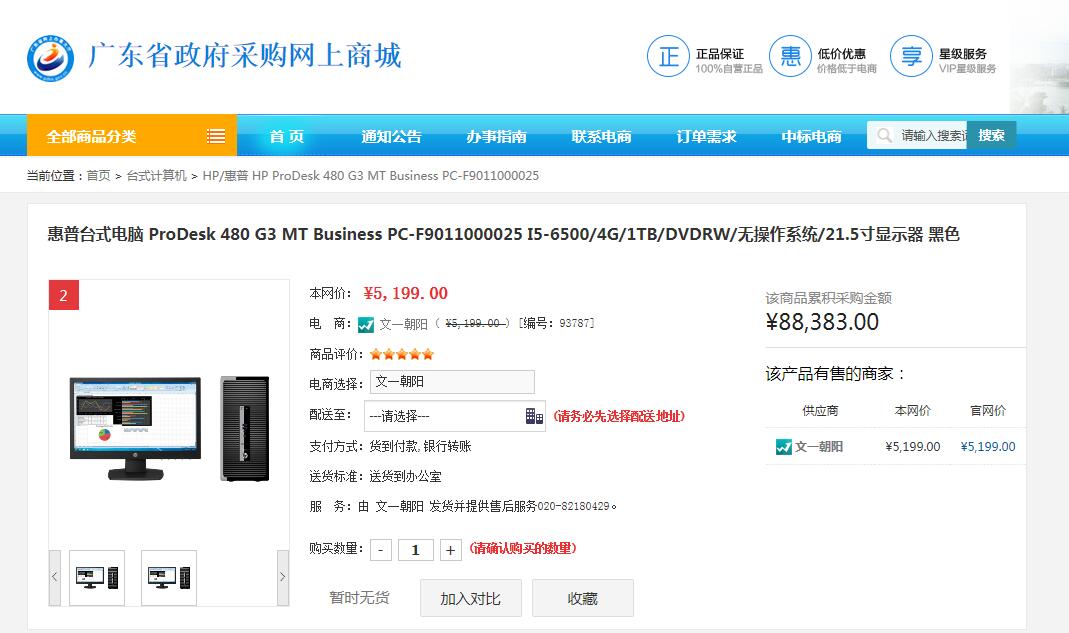 广东省政府采购网上商城
正 正品保证
100%自营正品
惠 低价优惠
价格低于电商
享 星级服务
VIP星级服务
全部商品分类 首 页 通知公告 办事指南 联系电商 订单需求 中标电商 请输入搜索 搜索
当前位置：首页 > 台式计算机 > HP/惠普 HP ProDesk 480 G3 MT Business PC-F9011000025
惠普台式电脑 ProDesk 480 G3 MT Business PC-F9011000025 I5-6500/4G/1TB/DVDRW/无操作系统/21.5寸显示器 黑色
2
本网价： ¥5,199.00
电 商： 文一朝阳（ ¥5,199.00 ）[编号：93787]
商品评价：
电商选择： 文一朝阳
配送至： ---请选择--- (请务必先选择配送地址)
支付方式：货到付款,银行转账
送货标准：送货到办公室
服 务：由 文一朝阳 发货并提供售后服务020-82180429。
购买数量： - 1 + (请确认购买的数量)
暂时无货 加入对比 收藏
该商品累积采购金额
¥88,383.00
该产品有售的商家：
供应商 本网价 官网价
文一朝阳 ¥5,199.00 ¥5,199.00